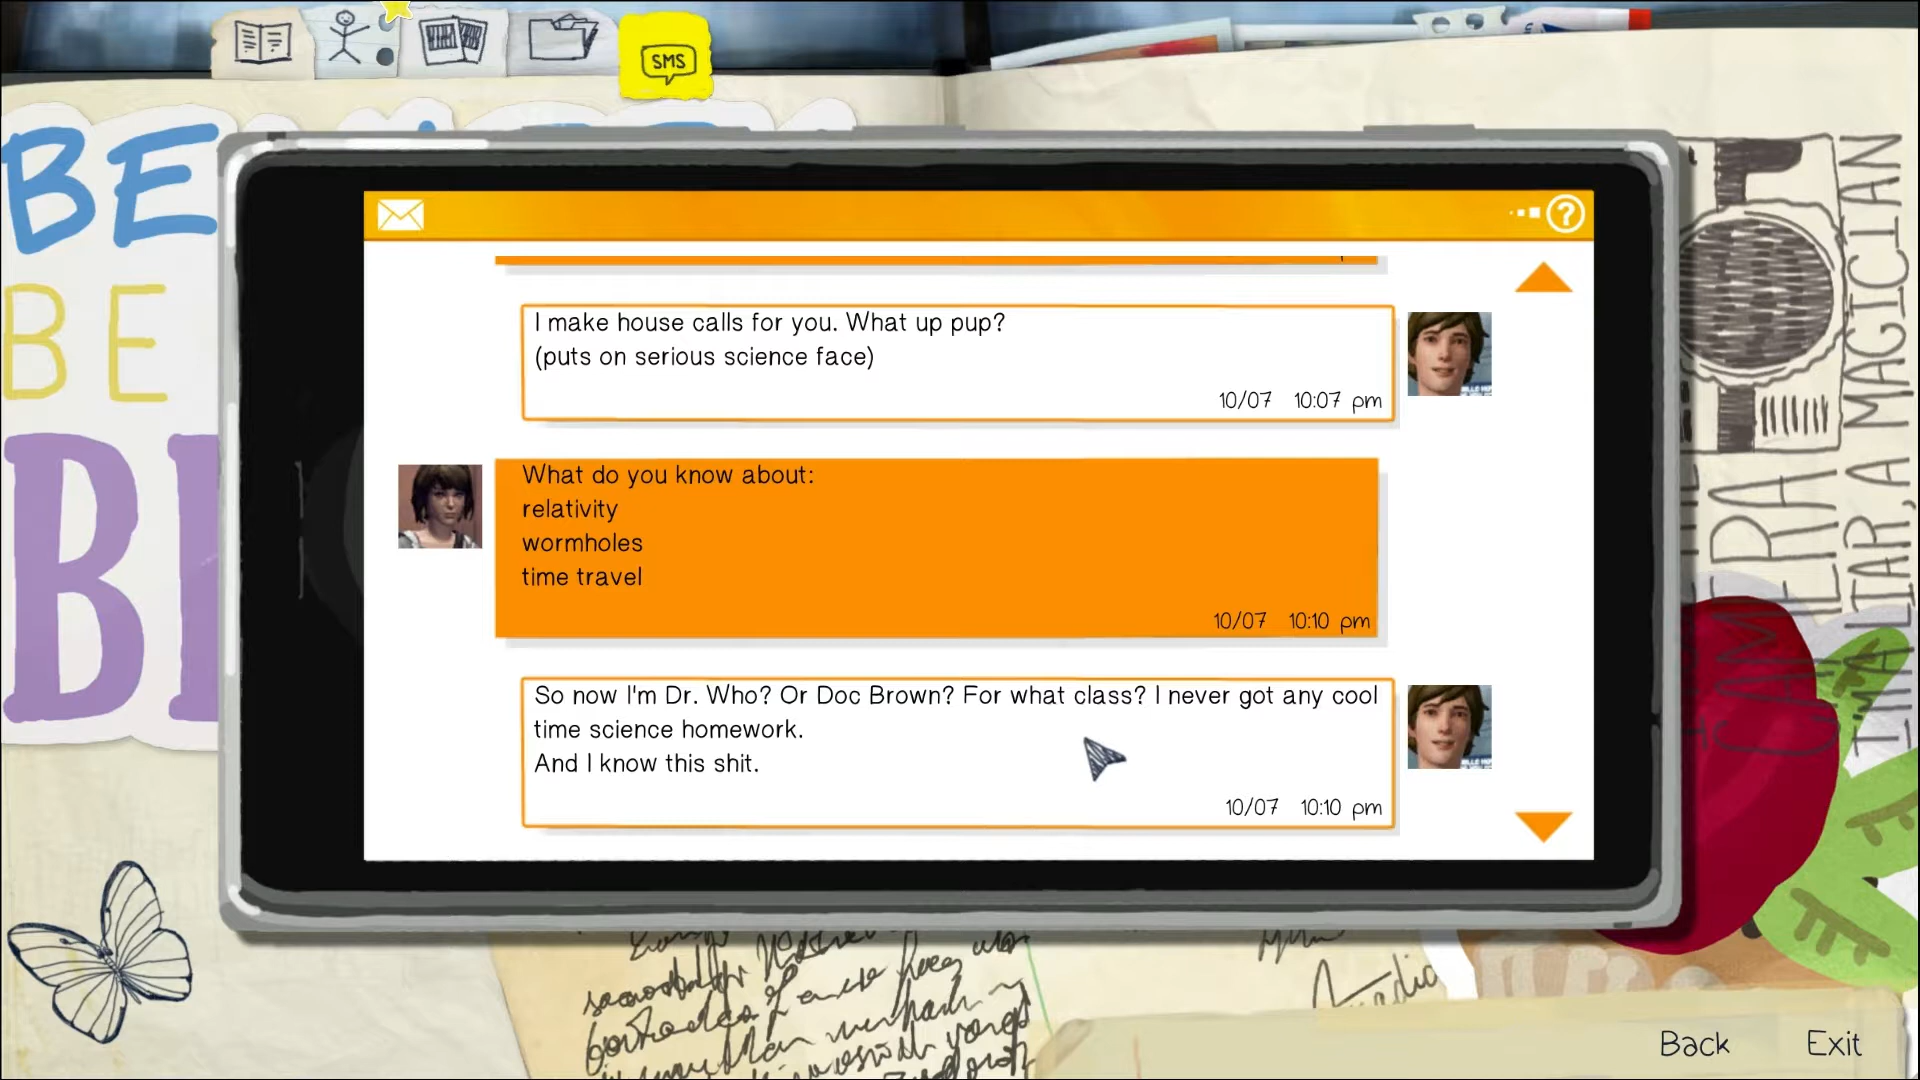 SMS
BE
BE
I make house calls for you. What up pup?
(puts on serious science face)
10/07 10:07 pm
What do you know about:
relativity
wormholes
time travel
10/07 10:10 pm
So now I'm Dr. Who? Or Doc Brown? For what class? I never got any cool
time science homework.
And I know this shit.
10/07 10:10 pm
LIAR, A MAGICIAN
Back Exit